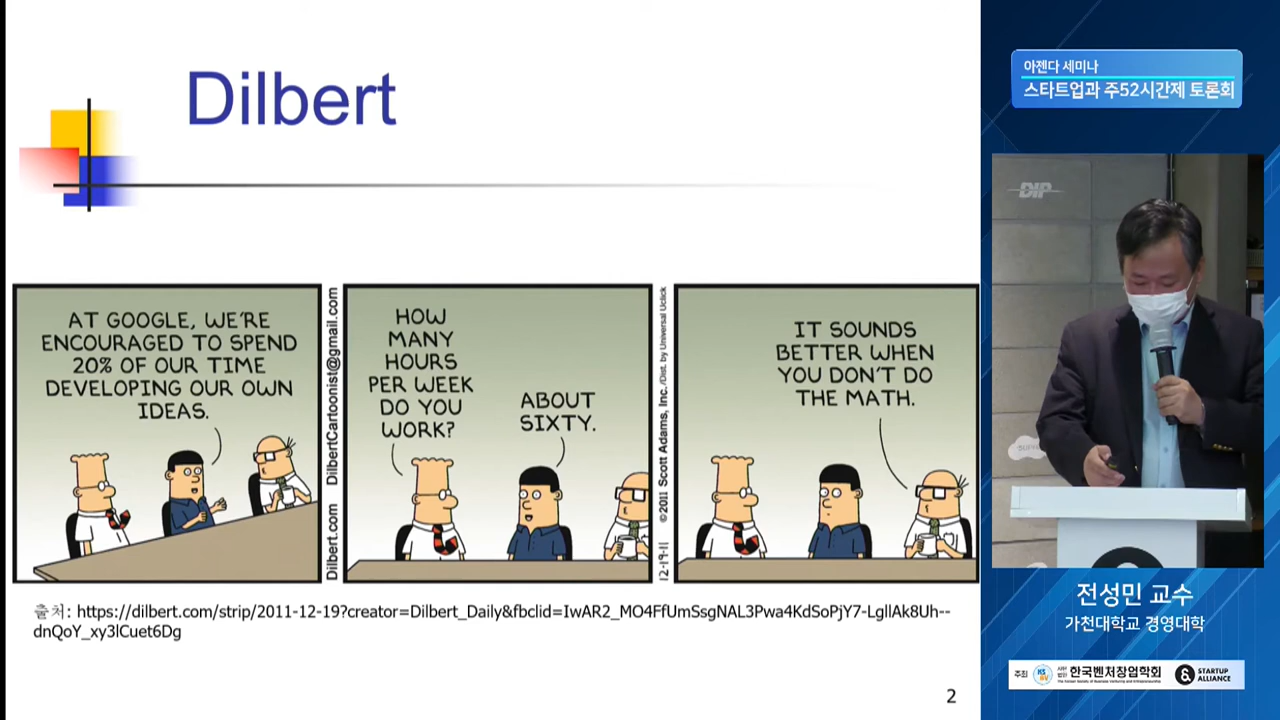 Dilbert
AT GOOGLE, WE'RE
ENCOURAGED TO SPEND
20% OF OUR TIME
DEVELOPING OUR OWN
IDEAS.
Dilbert.com DilbertCartoonist@gmail.com
HOW
MANY
HOURS
PER WEEK
DO YOU
WORK?
ABOUT
SIXTY.
12-19-11 ©2011 Scott Adams, Inc. /Dist. by Universal Uclick
IT SOUNDS
BETTER WHEN
YOU DON'T DO
THE MATH.
출처: https://dilbert.com/strip/2011-12-19?creator=Dilbert_Daily&fbclid=IwAR2_MO4FfUmSsgNAL3Pwa4KdSoPjY7-LgllAk8Uh--
dnQoY_xy3lCuet6Dg
2
아젠다 세미나
스타트업과 주52시간제 토론회
DIP
전성민 교수
가천대학교 경영대학
주최
사단
법인
한국벤처창업학회
STARTUP
ALLIANCE